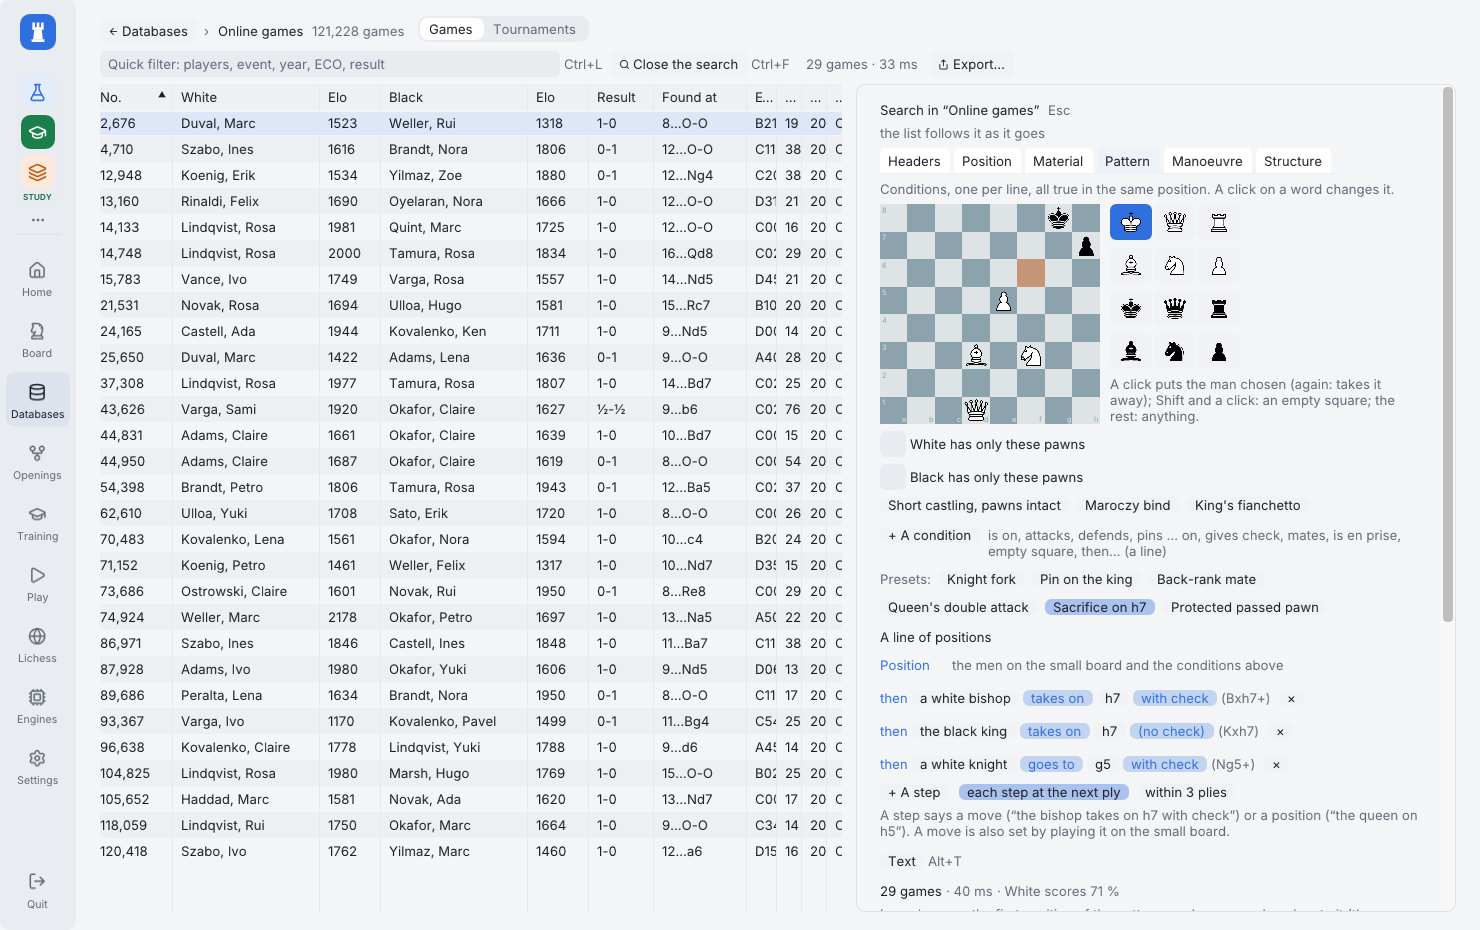 ← Databases › Online games 121,228 games Games Tournaments
Quick filter: players, event, year, ECO, result Ctrl+L Close the search Ctrl+F 29 games · 33 ms Export...
No. ▲ White Elo Black Elo Result Found at E... ... ... ..
2,676 Duval, Marc 1523 Weller, Rui 1318 1-0 8...O-O B21 19 20
4,710 Szabo, Ines 1616 Brandt, Nora 1806 0-1 12...O-O C11 38 20
12,948 Koenig, Erik 1534 Yilmaz, Zoe 1880 0-1 12...Ng4 C20 38 20
13,160 Rinaldi, Felix 1690 Oyelaran, Nora 1666 1-0 12...O-O D31 21 20
14,133 Lindqvist, Rosa 1981 Quint, Marc 1725 1-0 12...O-O C00 16 20
14,748 Lindqvist, Rosa 2000 Tamura, Rosa 1834 1-0 16...Qd8 C02 29 20
15,783 Vance, Ivo 1749 Varga, Rosa 1557 1-0 14...Nd5 D45 21 20
21,531 Novak, Rosa 1694 Ulloa, Hugo 1581 1-0 15...Rc7 B10 20 20
24,165 Castell, Ada 1944 Kovalenko, Ken 1711 1-0 9...Nd5 D00 14 20
25,650 Duval, Marc 1422 Adams, Lena 1636 0-1 9...O-O A40 28 20
37,308 Lindqvist, Rosa 1977 Tamura, Rosa 1807 1-0 14...Bd7 C02 25 20
43,626 Varga, Sami 1920 Okafor, Claire 1627 ½-½ 9...b6 C02 76 20
44,831 Adams, Claire 1661 Okafor, Claire 1639 1-0 10...Bd7 C00 15 20
44,950 Adams, Claire 1687 Okafor, Claire 1619 0-1 8...O-O C00 54 20
54,398 Brandt, Petro 1806 Tamura, Rosa 1943 0-1 12...Ba5 C02 37 20
62,610 Ulloa, Yuki 1708 Sato, Erik 1720 1-0 8...O-O C00 26 20
70,483 Kovalenko, Lena 1561 Okafor, Nora 1594 1-0 10...c4 B20 24 20
71,152 Koenig, Petro 1461 Weller, Felix 1317 1-0 10...Nd7 D35 15 20
73,686 Ostrowski, Claire 1601 Novak, Rui 1950 0-1 8...Re8 C00 29 20
74,924 Weller, Marc 2178 Okafor, Petro 1697 1-0 13...Na5 A50 22 20
86,971 Szabo, Ines 1846 Castell, Ines 1848 1-0 11...Ba7 C11 38 20
87,928 Adams, Ivo 1980 Okafor, Yuki 1606 1-0 9...Nd5 D06 13 20
89,686 Peralta, Lena 1634 Brandt, Nora 1950 0-1 8...O-O C11 17 20
93,367 Varga, Ivo 1170 Kovalenko, Pavel 1499 0-1 11...Bg4 C54 25 20
96,638 Kovalenko, Claire 1778 Lindqvist, Yuki 1788 1-0 9...d6 A45 14 20
104,825 Lindqvist, Rosa 1980 Marsh, Hugo 1769 1-0 15...O-O B02 25 20
105,652 Haddad, Marc 1581 Novak, Ada 1620 1-0 13...Nd7 C00 17 20
118,059 Lindqvist, Rui 1750 Okafor, Marc 1664 1-0 9...O-O C34 14 20
120,418 Szabo, Ivo 1762 Yilmaz, Marc 1460 1-0 12...a6 D15 16 20
STUDY
...
Home
Board
Databases
Openings
Training
Play
Lichess
Engines
Settings
Quit
Search in “Online games” Esc
the list follows it as it goes
Headers Position Material Pattern Manoeuvre Structure
Conditions, one per line, all true in the same position. A click on a word changes it.
8
7
6
5
4
3
2
1
a b c d e f g h
A click puts the man chosen (again: takes it
away); Shift and a click: an empty square; the
rest: anything.
White has only these pawns
Black has only these pawns
Short castling, pawns intact Maroczy bind King's fianchetto
+ A condition is on, attacks, defends, pins ... on, gives check, mates, is en prise,
empty square, then... (a line)
Presets: Knight fork Pin on the king Back-rank mate
Queen's double attack Sacrifice on h7 Protected passed pawn
A line of positions
Position the men on the small board and the conditions above
then a white bishop takes on h7 with check (Bxh7+) ×
then the black king takes on h7 (no check) (Kxh7) ×
then a white knight goes to g5 with check (Ng5+) ×
+ A step each step at the next ply within 3 plies
A step says a move (“the bishop takes on h7 with check”) or a position (“the queen on
h5”). A move is also set by playing it on the small board.
Text Alt+T
29 games · 40 ms · White scores 71 %